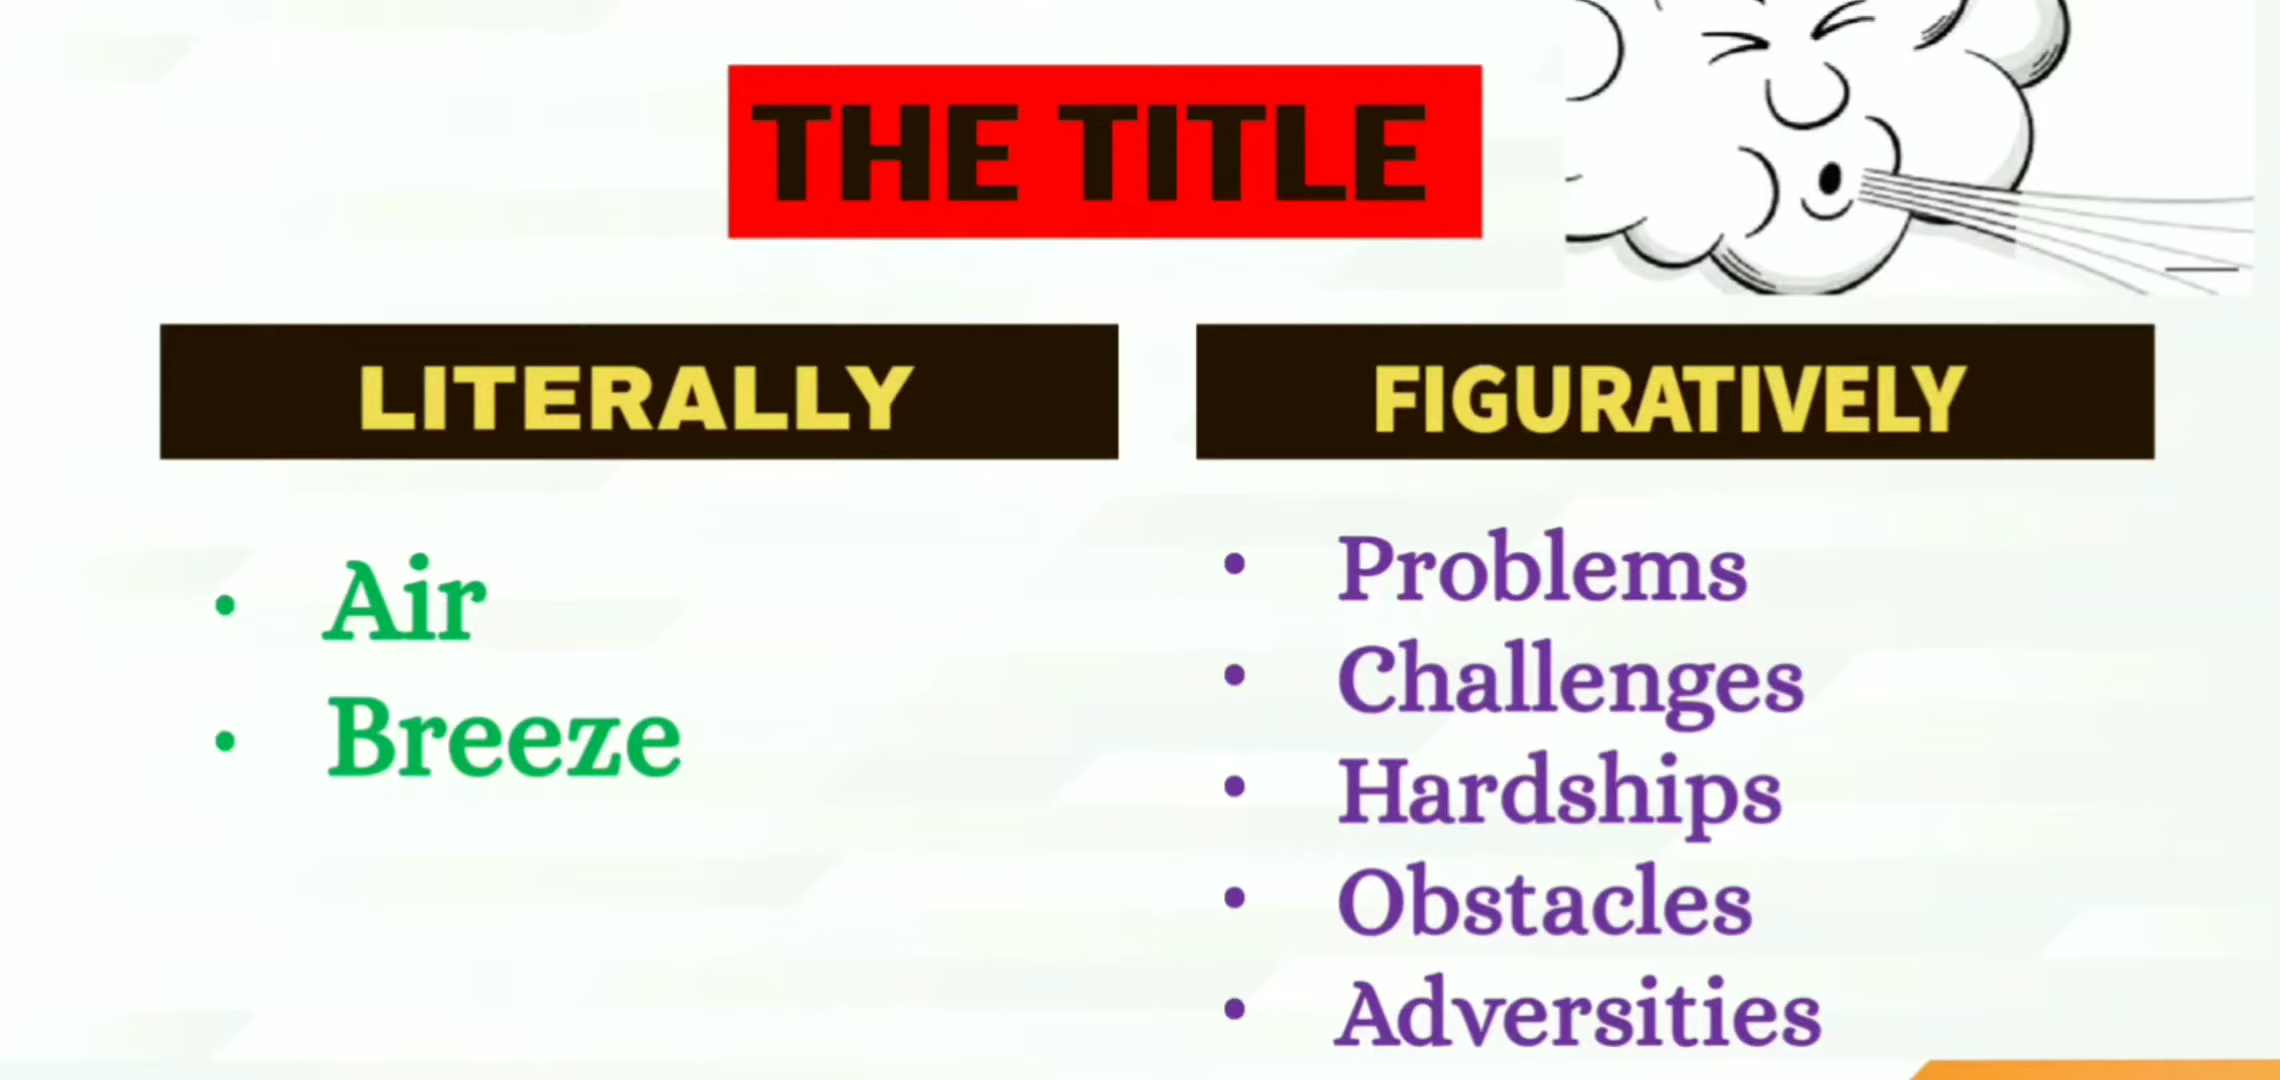 THE TITLE
LITERALLY
• Air
• Breeze
FIGURATIVELY
• Problems
• Challenges
• Hardships
• Obstacles
• Adversities